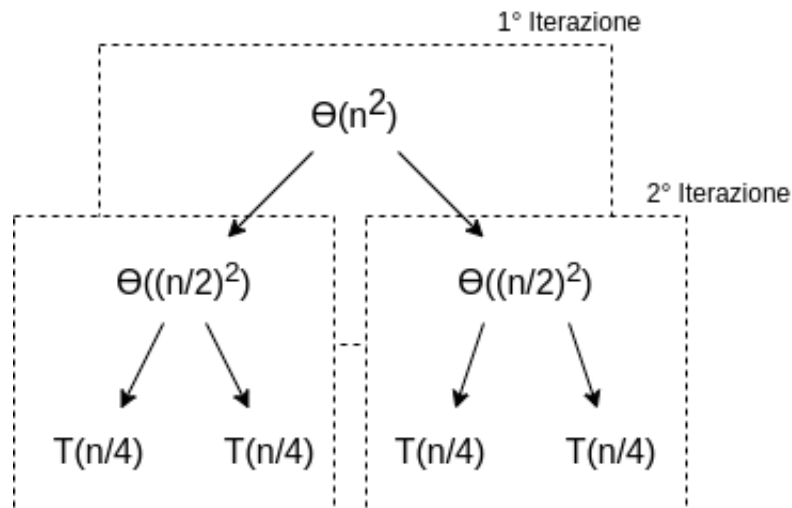 1° Iterazione
Θ(n²)
2° Iterazione
Θ((n/2)²) Θ((n/2)²)
T(n/4) T(n/4) T(n/4) T(n/4)